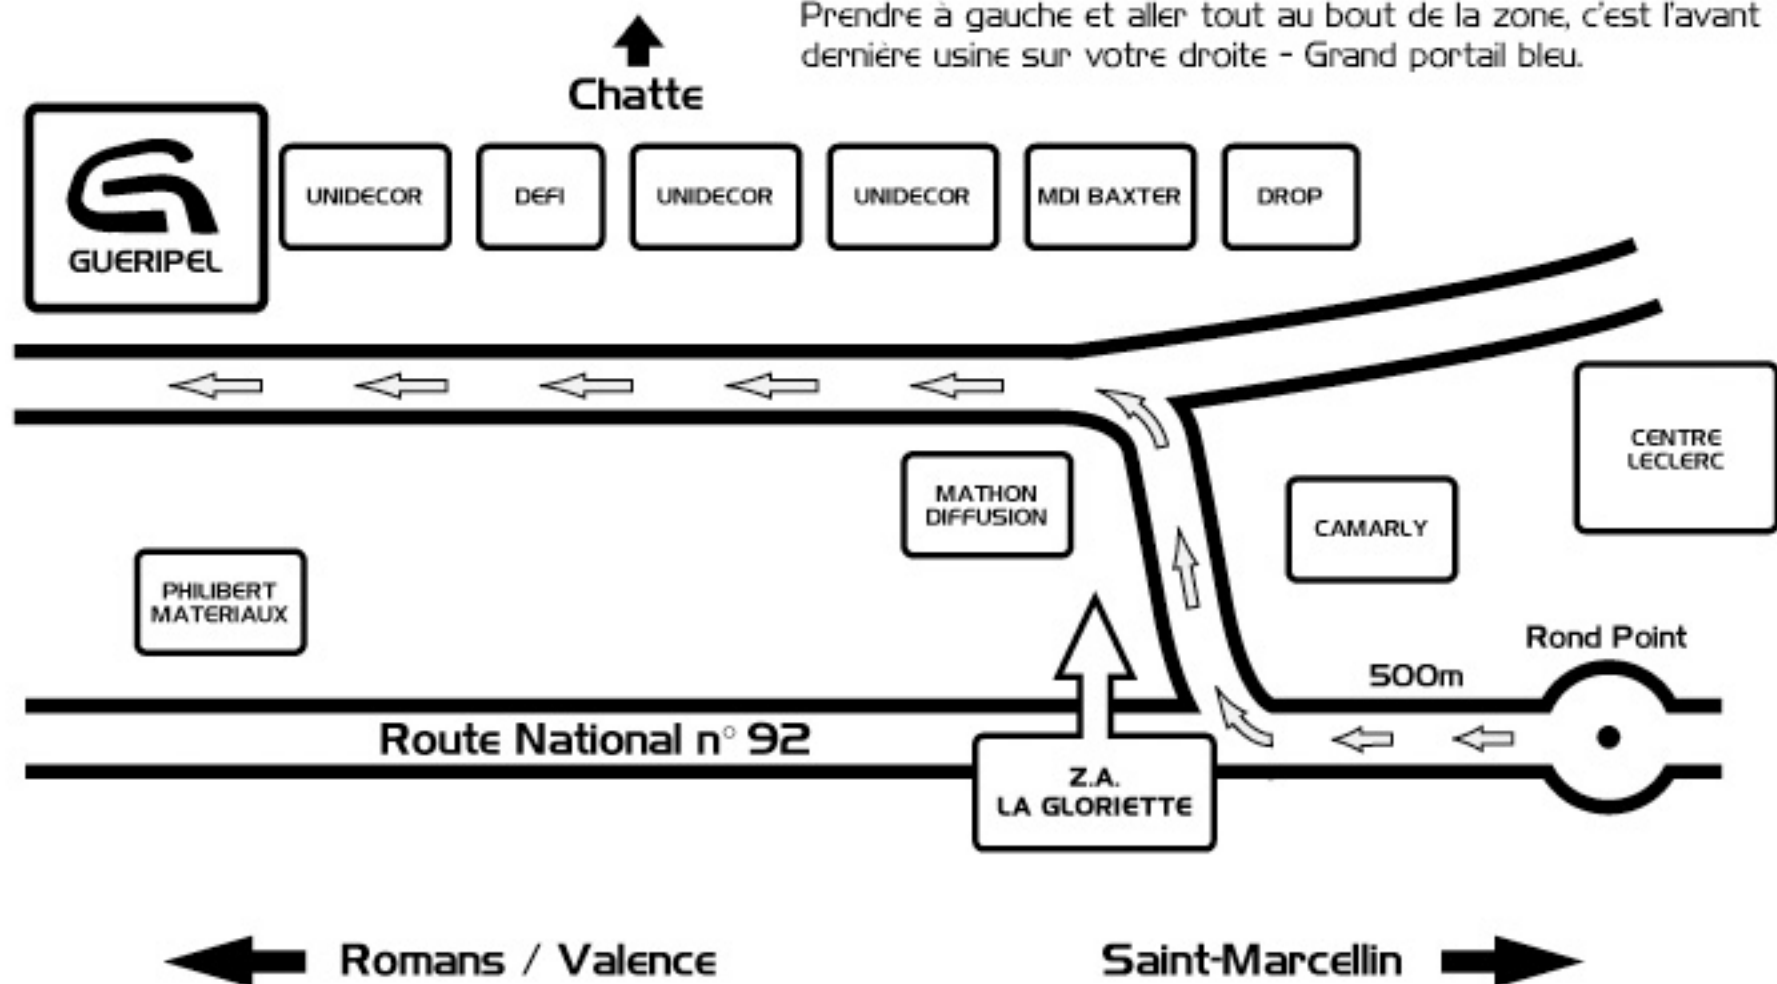 Prendre à gauche et aller tout au bout de la zone, c'est l'avant
dernière usine sur votre droite - Grand portail bleu.
Chatte
GUERIPEL
UNIDECOR
DEFI
UNIDECOR
UNIDECOR
MDI BAXTER
DROP
CENTRE
LECLERC
MATHON
DIFFUSION
CAMARLY
PHILIBERT
MATERIAUX
Rond Point
500m
Route National n° 92
Z.A.
LA GLORIETTE
Romans / Valence
Saint-Marcellin